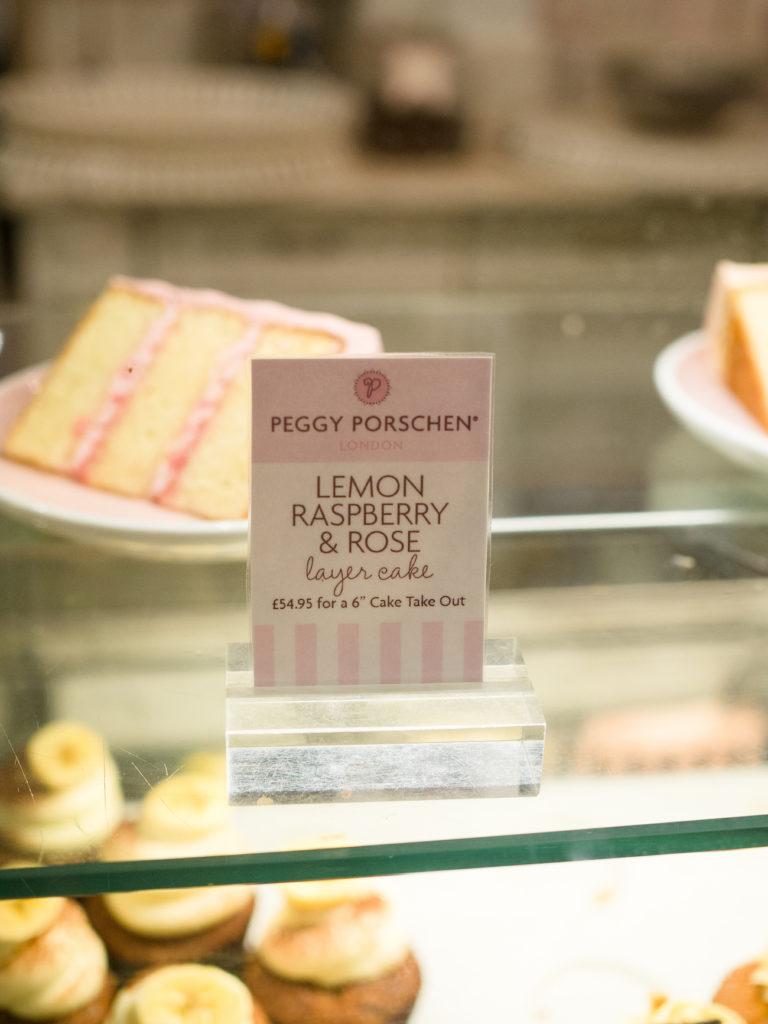 P
PEGGY PORSCHEN®
LONDON
LEMON
RASPBERRY
& ROSE
layer cake
£54.95 for a 6" Cake Take Out